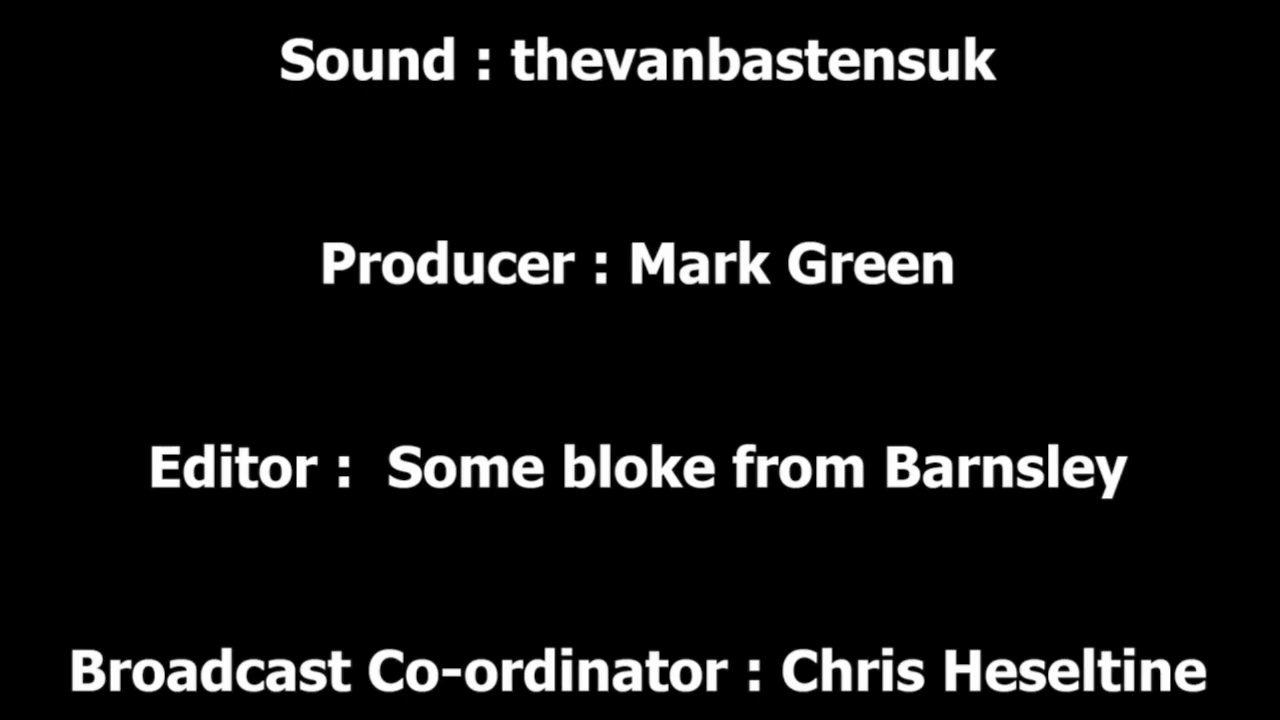 Sound : thevanbastensuk
Producer : Mark Green
Editor :  Some bloke from Barnsley
Broadcast Co-ordinator : Chris Heseltine